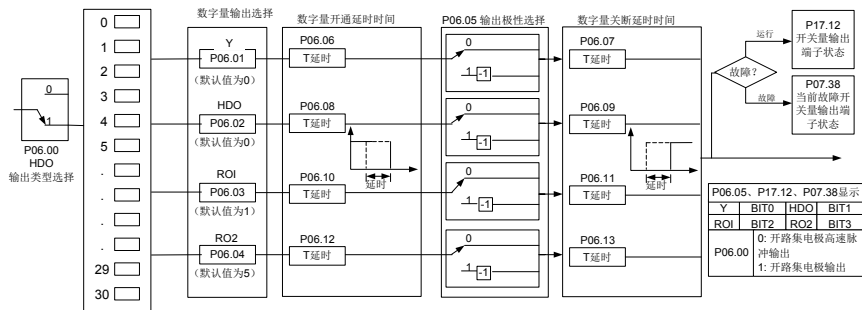 数字量输出选择
数字量开通延时时间
P06.05 输出极性选择
数字量关断延时时间
0
1
2
3
4
5
.
.
.
29
30
0
1
P06.00
HDO
输出类型选择
Y
P06.01
(默认值为0)
HDO
P06.02
(默认值为0)
ROI
P06.03
(默认值为1)
RO2
P06.04
(默认值为5)
P06.06
T延时
P06.08
T延时
延时
P06.10
T延时
P06.12
T延时
0
1
-1
0
1
-1
0
1
-1
0
1
-1
P06.07
T延时
P06.09
T延时
延时
P06.11
T延时
P06.13
T延时
故障?
运行
故障
P17.12
开关量输出
端子状态
P07.38
当前故障开
关量输出端
子状态
P06.05、P17.12、P07.38显示
Y BIT0 HDO BIT1
ROI BIT2 RO2 BIT3
P06.00
0: 开路集电极高速脉
冲输出
1: 开路集电极输出